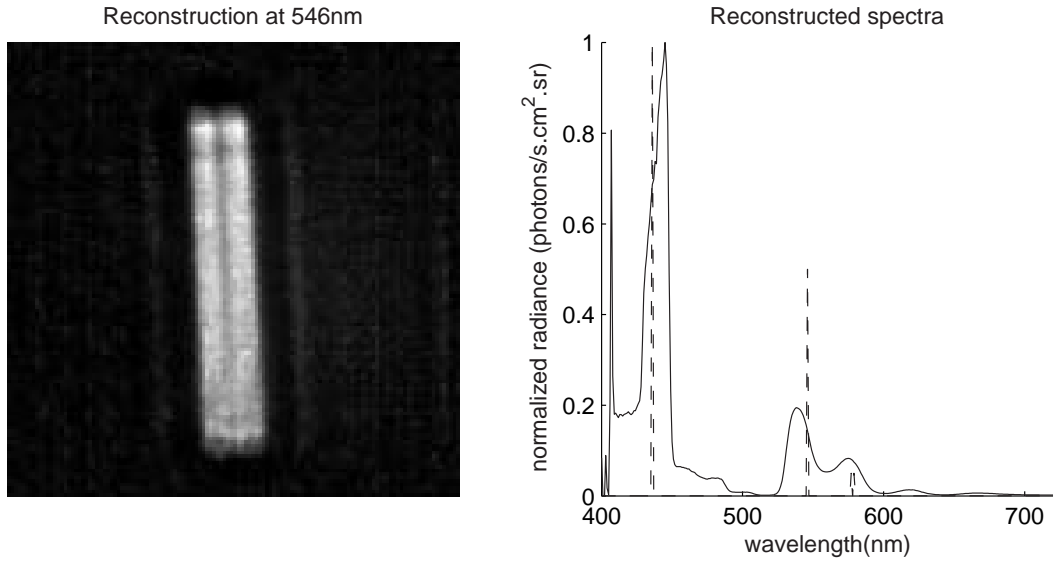 Reconstruction at 546nm
Reconstructed spectra
normalized radiance (photons/s.cm².sr)
1
0.8
0.6
0.4
0.2
0
400
500
600
700
wavelength(nm)